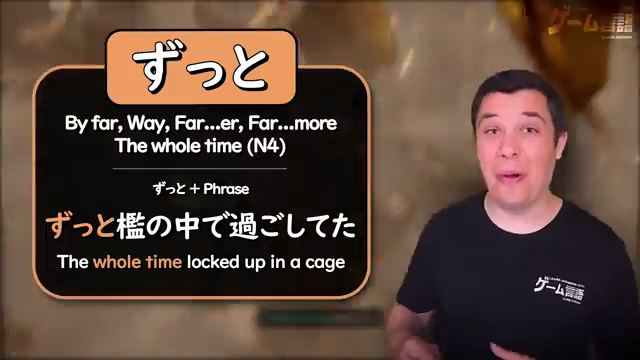 ずっと
By far, Way, Far...er, Far...more
The whole time (N4)
ずっと + Phrase
ずっと檻の中で過ごしてた
The whole time locked up in a cage
ゲーム言語
ゲーム言語